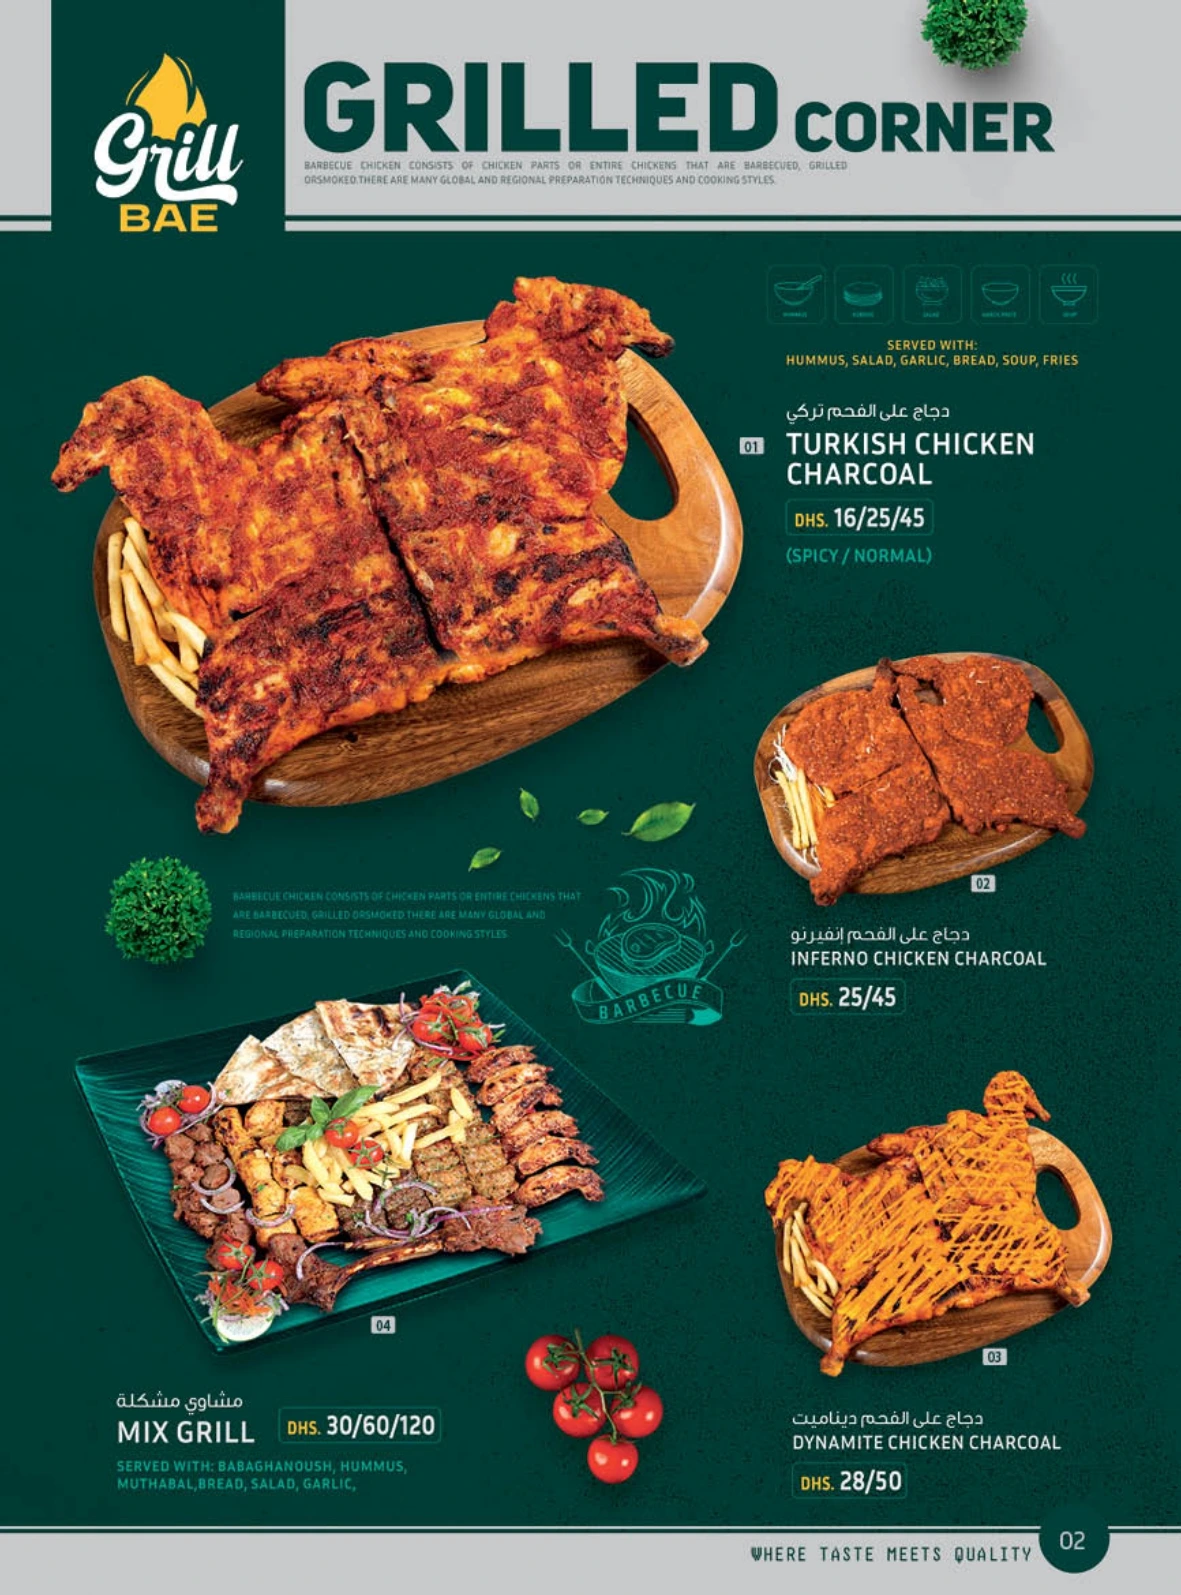 Grill
BAE
GRILLED CORNER
BARBECUE CHICKEN CONSISTS OF CHICKEN PARTS OR ENTIRE CHICKENS THAT ARE BARBECUED, GRILLED
ORSMOKED.THERE ARE MANY GLOBAL AND REGIONAL PREPARATION TECHNIQUES AND COOKING STYLES.
HUMMUS
SALAD
SOUP
SERVED WITH:
HUMMUS, SALAD, GARLIC, BREAD, SOUP, FRIES
دجاج على الفحم تركي
01
TURKISH CHICKEN
CHARCOAL
DHS. 16/25/45
(SPICY / NORMAL)
02
دجاج على الفحم إنفيرنو
INFERNO CHICKEN CHARCOAL
DHS. 25/45
BARBECUE CHICKEN CONSISTS OF CHICKEN PARTS OR ENTIRE CHICKENS THAT
ARE BARBECUED, GRILLED ORSMOKED THERE ARE MANY GLOBAL AND
REGIONAL PREPARATION TECHNIQUES AND COOKING STYLES.
BARBECUE
03
دجاج على الفحم ديناميت
DYNAMITE CHICKEN CHARCOAL
DHS. 28/50
04
مشاوي مشكلة
MIX GRILL
DHS. 30/60/120
SERVED WITH: BABAGHANOUSH, HUMMUS,
MUTHABAL,BREAD, SALAD, GARLIC,
WHERE TASTE MEETS QUALITY
02